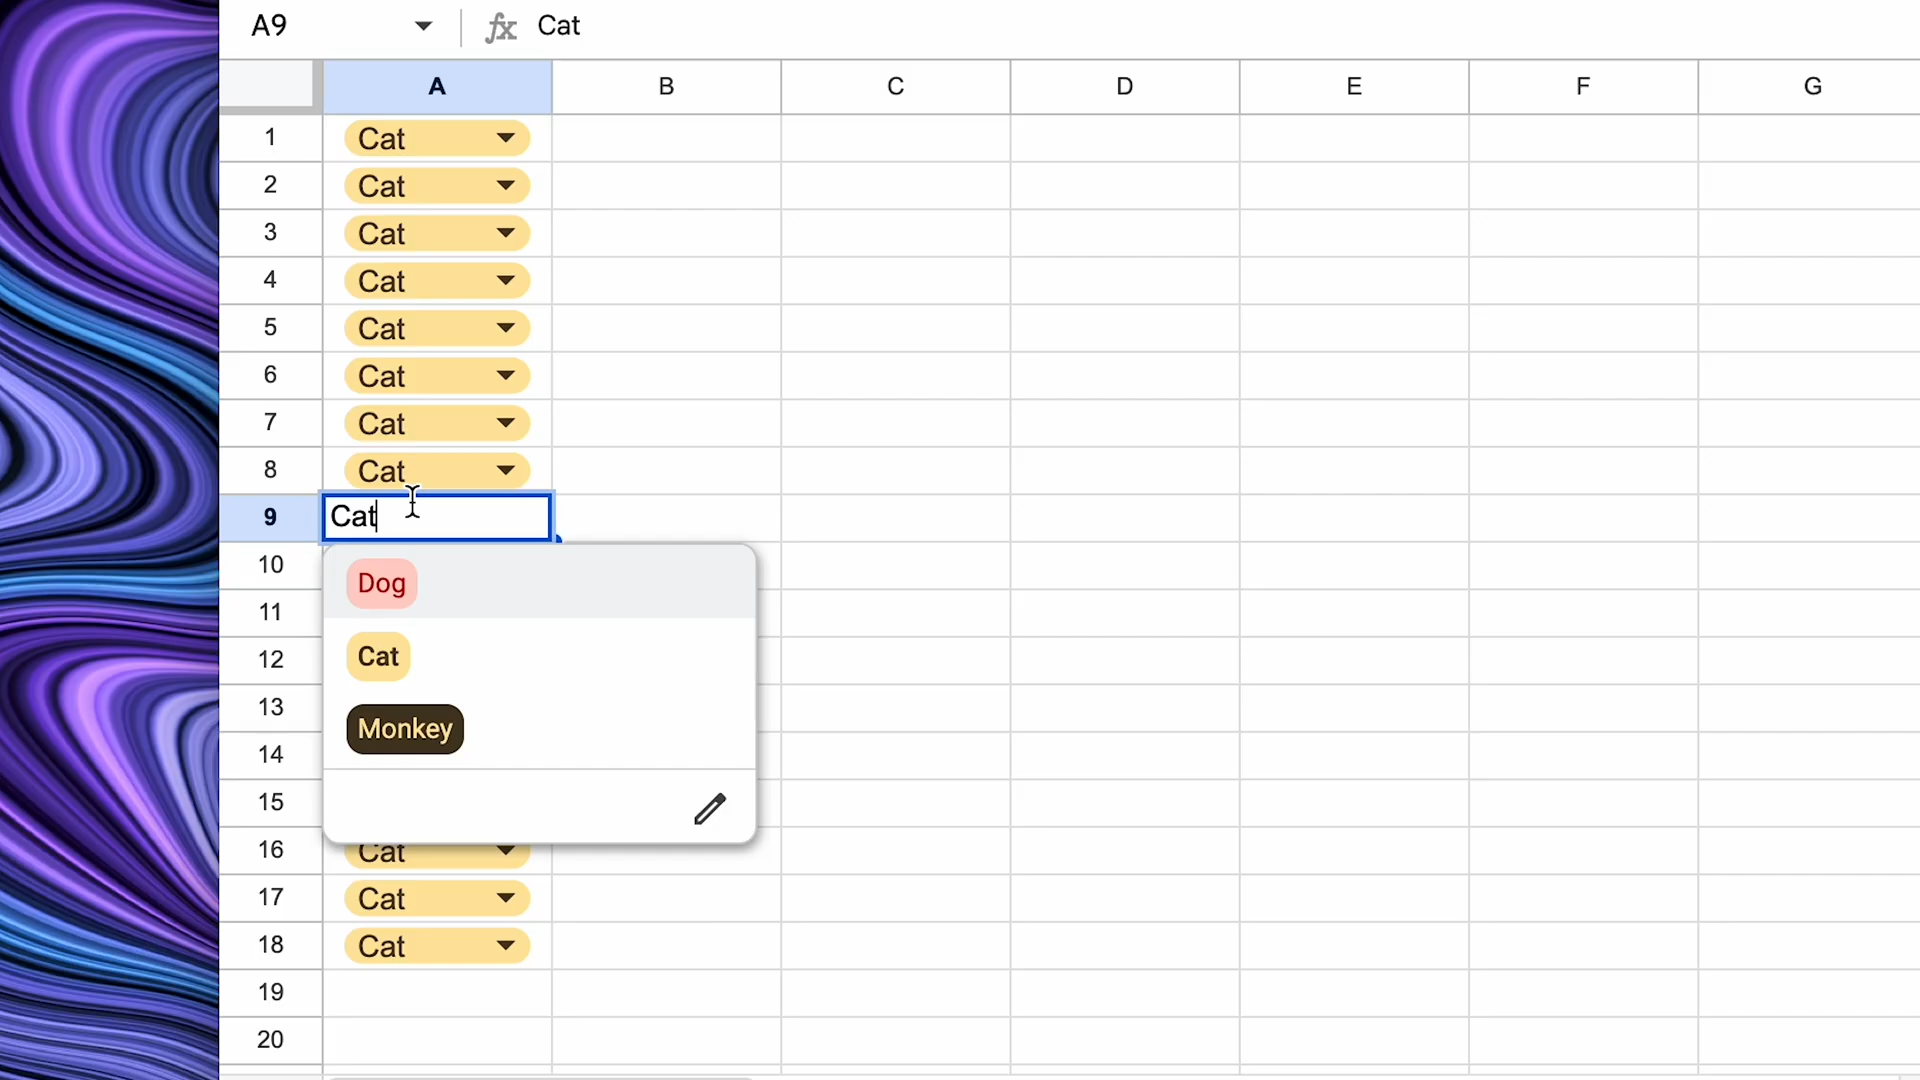 A9 fx Cat
A B C D E F G
1 Cat
2 Cat
3 Cat
4 Cat
5 Cat
6 Cat
7 Cat
8 Cat
9 Cat
10 Dog
11
12 Cat
13 Monkey
14
15
16 Cat
17 Cat
18 Cat
19
20